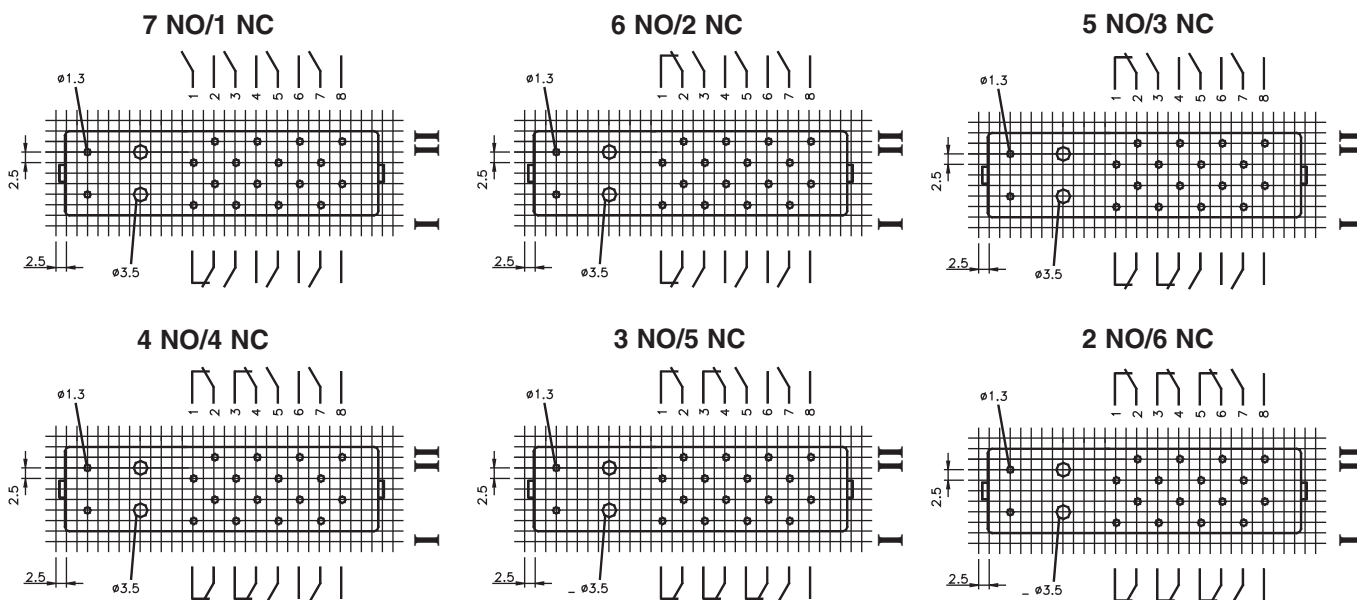 7 NO/1 NC
6 NO/2 NC
5 NO/3 NC
ø1.3
1 2 3 4 5 6 7 8
II
2.5
I
2.5
ø3.5
ø1.3
1 2 3 4 5 6 7 8
II
2.5
I
2.5
ø3.5
ø1.3
1 2 3 4 5 6 7 8
II
2.5
I
2.5
ø3.5
4 NO/4 NC
3 NO/5 NC
2 NO/6 NC
ø1.3
1 2 3 4 5 6 7 8
II
2.5
I
2.5
ø3.5
ø1.3
1 2 3 4 5 6 7 8
II
2.5
I
2.5
_ ø3.5
ø1.3
1 2 3 4 5 6 7 8
II
2.5
I
2.5
_ ø3.5